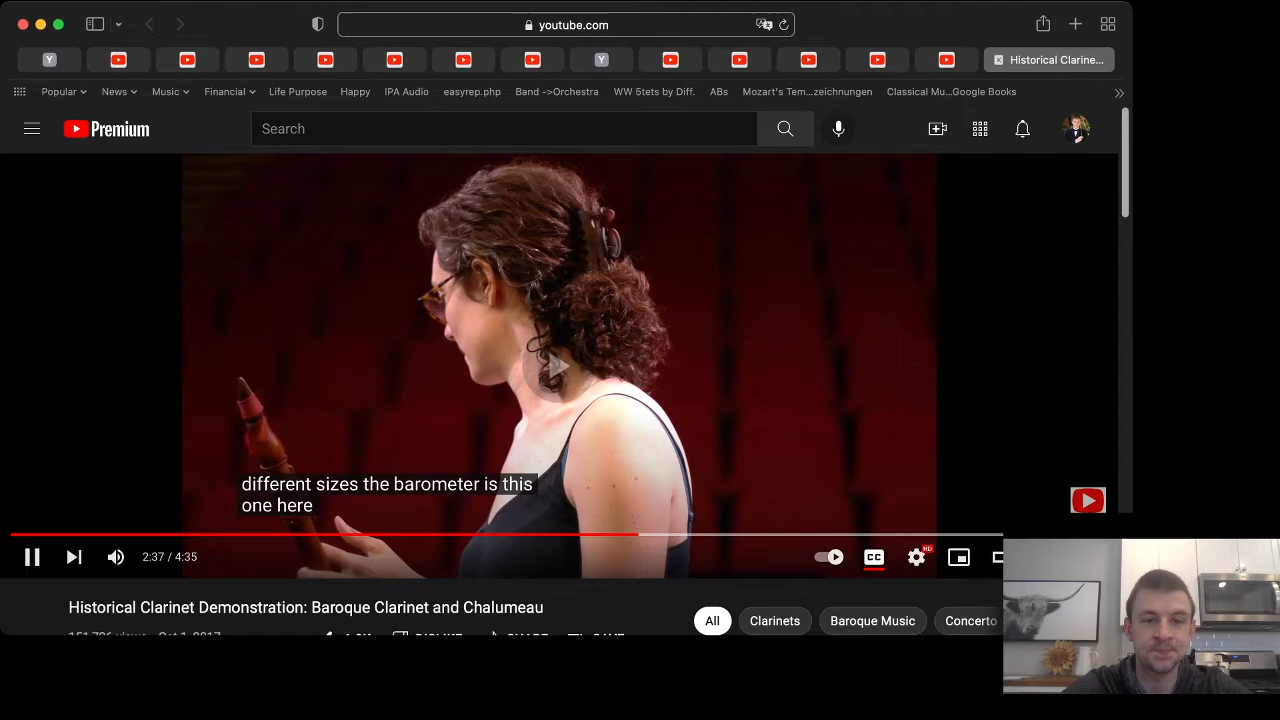 youtube.com
Historical Clarine...
Popular News Music Financial Life Purpose Happy IPA Audio easyrep.php Band ->Orchestra WW 5tets by Diff. ABs Mozart's Tem...zeichnungen Classical Mu...Google Books
Premium
Search
different sizes the barometer is this
one here
2:37 / 4:35
CC
HD
Historical Clarinet Demonstration: Baroque Clarinet and Chalumeau
All Clarinets Baroque Music Concerto